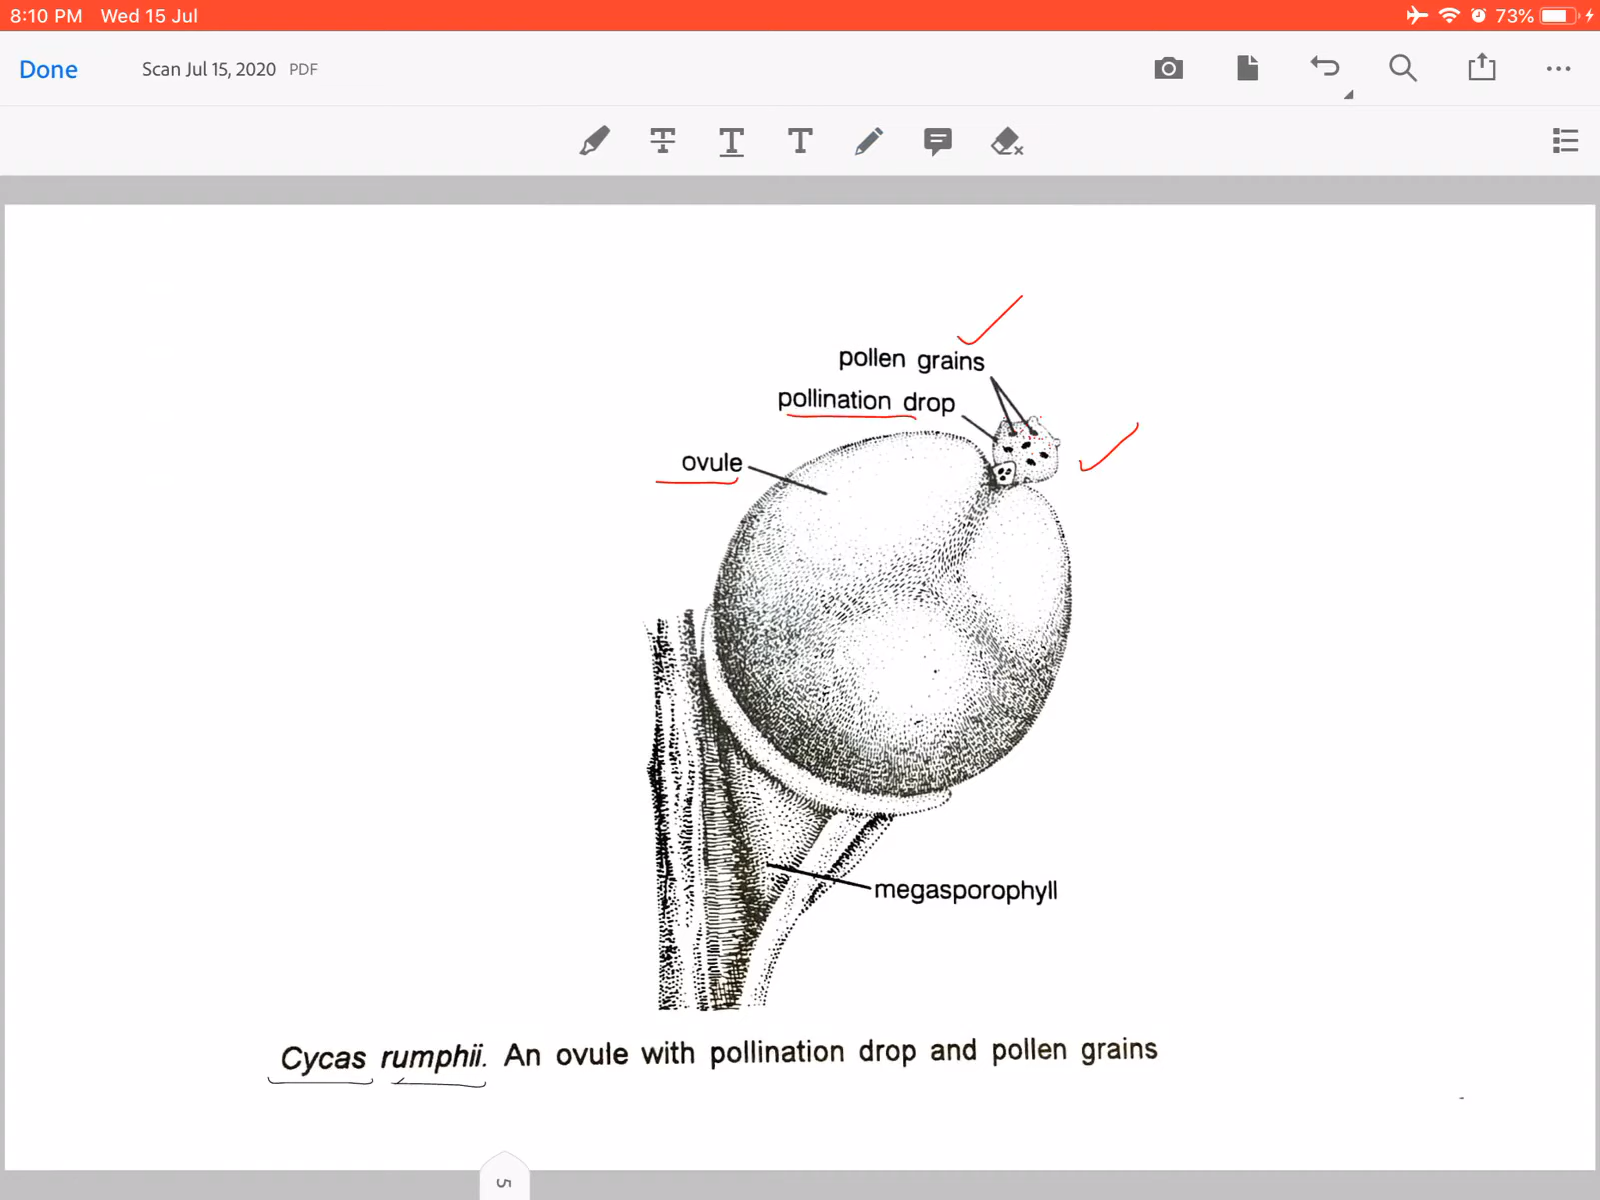 8:10 PM Wed 15 Jul 73%
Done Scan Jul 15, 2020 PDF
pollen grains
pollination drop
ovule
megasporophyll
Cycas rumphii. An ovule with pollination drop and pollen grains
5